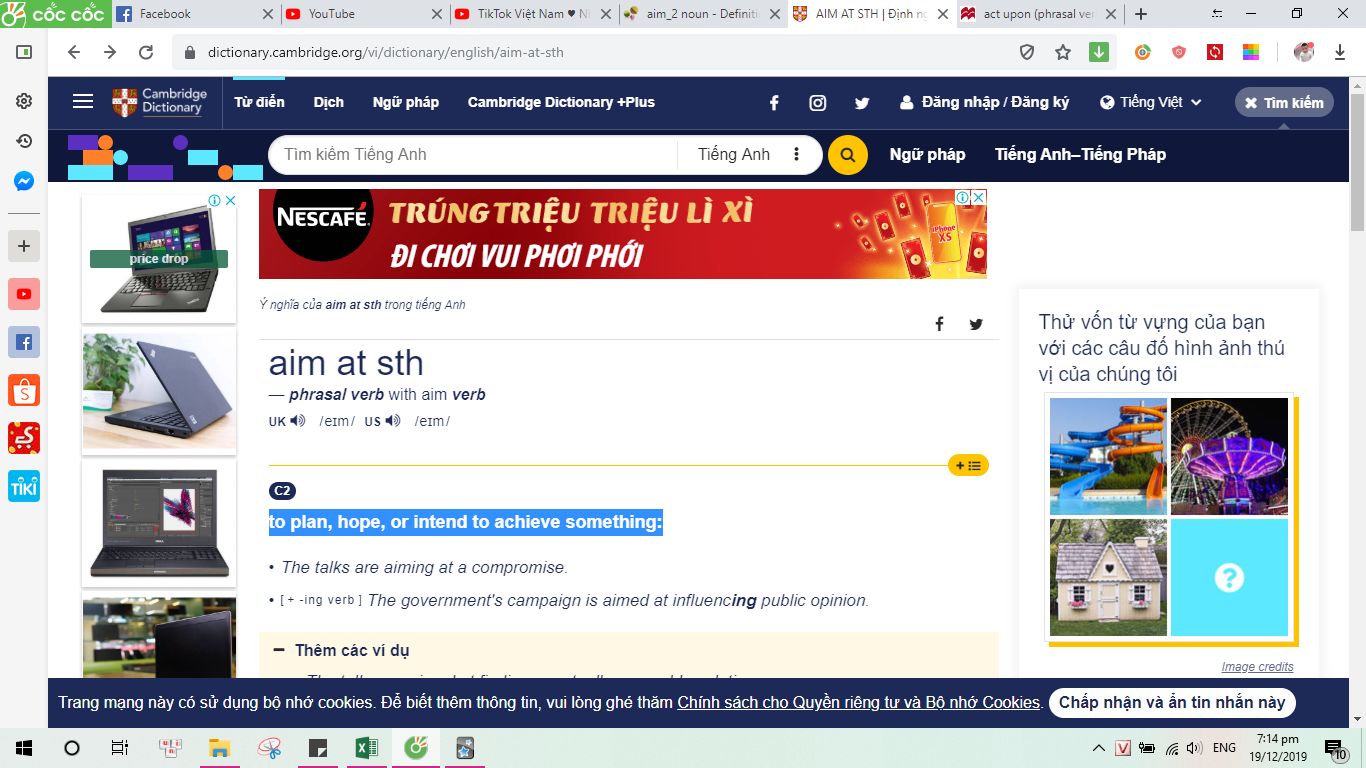 cốc cốc
Facebook
YouTube
TikTok Việt Nam ♥ Ni
aim_2 noun - Definiti
AIM AT STH | Định ng
act upon (phrasal ver
dictionary.cambridge.org/vi/dictionary/english/aim-at-sth
Cambridge
Dictionary
Từ điển
Dịch
Ngữ pháp
Cambridge Dictionary +Plus
Đăng nhập / Đăng ký
Tiếng Việt
Tìm kiếm
Tìm kiếm Tiếng Anh
Tiếng Anh
Ngữ pháp
Tiếng Anh–Tiếng Pháp
price drop
NESCAFÉ.
TRÚNG TRIỆU TRIỆU LÌ XÌ
ĐI CHƠI VUI PHƠI PHỚI
iPhone
XS
Ý nghĩa của aim at sth trong tiếng Anh
aim at sth
— phrasal verb with aim verb
UK /eɪm/ US /eɪm/
C2
to plan, hope, or intend to achieve something:
• The talks are aiming at a compromise.
• [ + -ing verb ] The government's campaign is aimed at influencing public opinion.
Thêm các ví dụ
Thử vốn từ vựng của bạn
với các câu đố hình ảnh thú
vị của chúng tôi
Image credits
TIKI
Trang mạng này có sử dụng bộ nhớ cookies. Để biết thêm thông tin, vui lòng ghé thăm Chính sách cho Quyền riêng tư và Bộ nhớ Cookies.
Chấp nhận và ẩn tin nhắn này
ENG
7:14 pm
19/12/2019
10